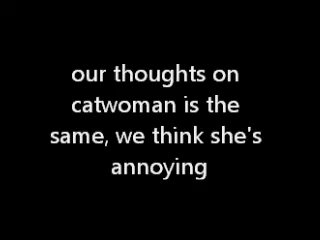 our thoughts on
catwoman is the
same, we think she's
annoying